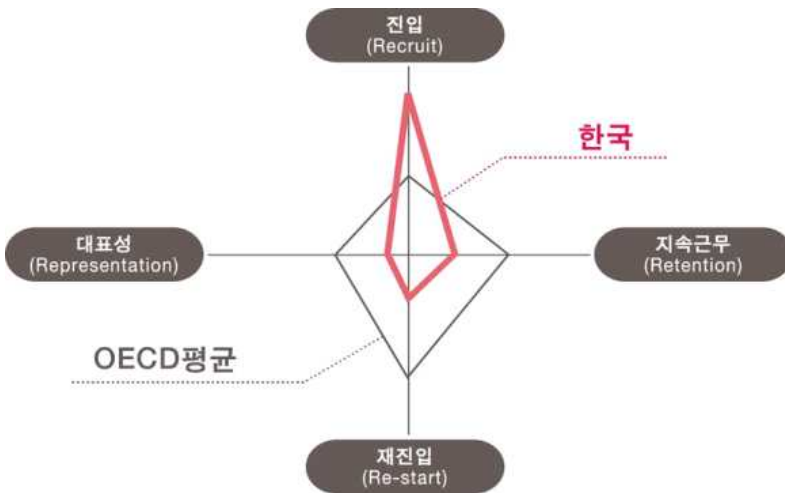 진입
(Recruit)
한국
대표성
(Representation)
지속근무
(Retention)
OECD평균
재진입
(Re-start)